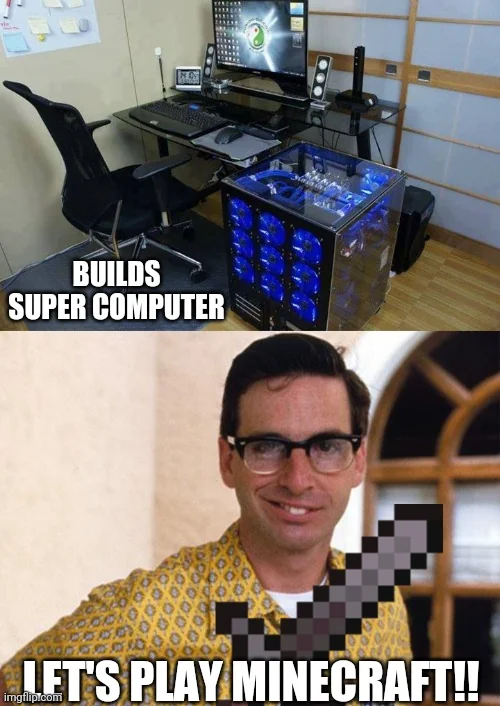 BUILDS
SUPER COMPUTER
LET'S PLAY MINECRAFT!!
imgflip.com